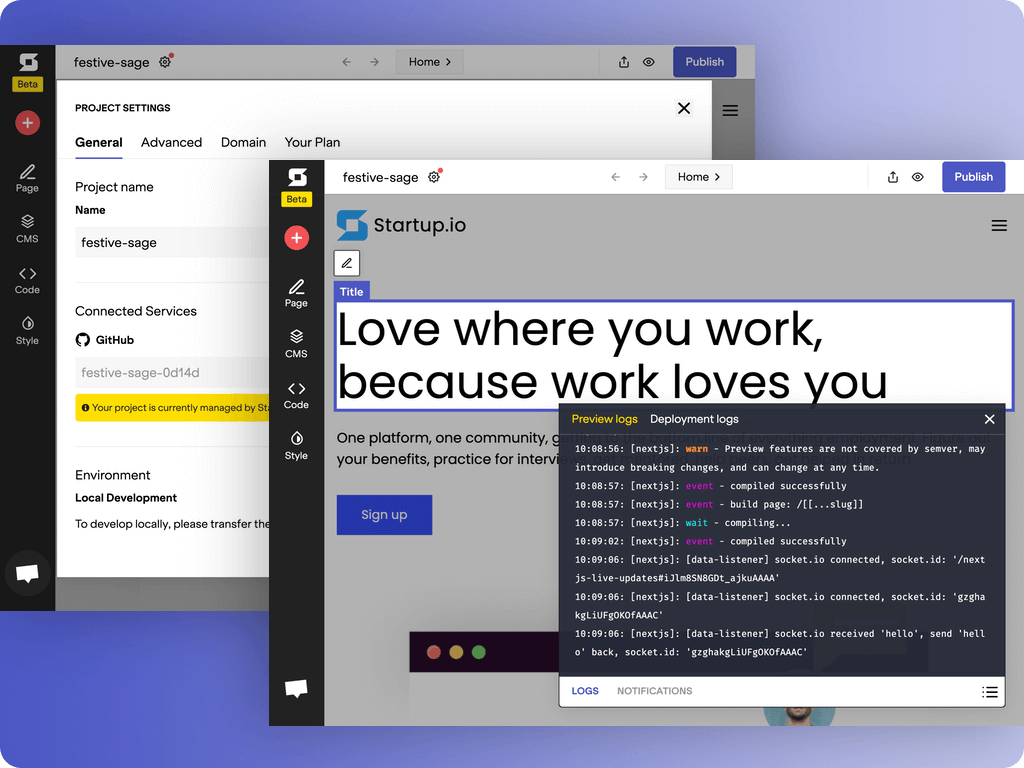 festive-sage
Home
Publish
Beta
Page
CMS
Code
Style
PROJECT SETTINGS
General Advanced Domain Your Plan
Project name
Name
festive-sage
Connected Services
GitHub
festive-sage-0d14d
Your project is currently managed by
Environment
Local Development
To develop locally, please transfer the
festive-sage
Home
Publish
Beta
Page
CMS
Code
Style
Startup.io
Title
Love where you work,
because work loves you
One platform, one community,
your benefits, practice for
Sign up
Preview logs Deployment logs
10:08:56: [nextjs]: warn - Preview features are not covered by semver, may
introduce breaking changes, and can change at any time.
10:08:57: [nextjs]: event - compiled successfully
10:08:57: [nextjs]: event - build page: /[[...slug]]
10:08:57: [nextjs]: wait - compiling...
10:09:02: [nextjs]: event - compiled successfully
10:09:06: [nextjs]: [data-listener] socket.io connected, socket.id: '/next
js-live-updates#iJlm8SN8GDt_ajkuAAAA'
10:09:06: [nextjs]: [data-listener] socket.io connected, socket.id: 'gzgha
kgLiUFgOKOfAAAC'
10:09:06: [nextjs]: [data-listener] socket.io received 'hello', send 'hell
o' back, socket.id: 'gzghakgLiUFgOKOfAAAC'
LOGS NOTIFICATIONS